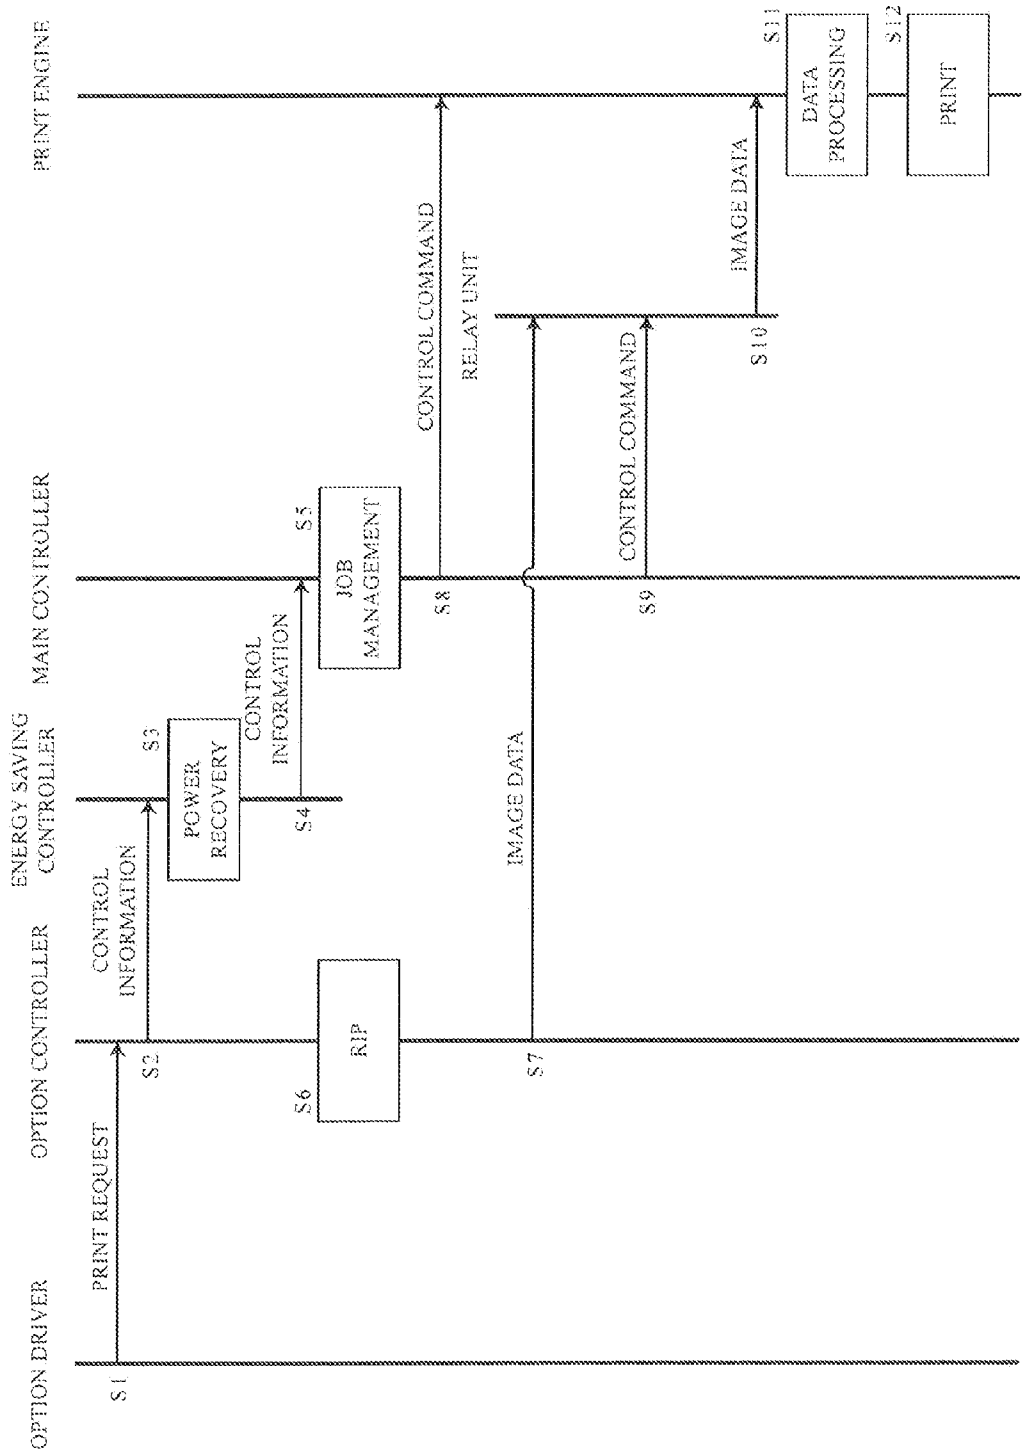 OPTION DRIVER
OPTION CONTROLLER
ENERGY SAVING
CONTROLLER
MAIN CONTROLLER
PRINT ENGINE
S1
PRINT REQUEST
S2
CONTROL
INFORMATION
S3
POWER
RECOVERY
S4
CONTROL
INFORMATION
S5
JOB
MANAGEMENT
S6
RIP
S8
CONTROL COMMAND
RELAY UNIT
S7
IMAGE DATA
S9
CONTROL COMMAND
S10
IMAGE DATA
S11
DATA
PROCESSING
S12
PRINT